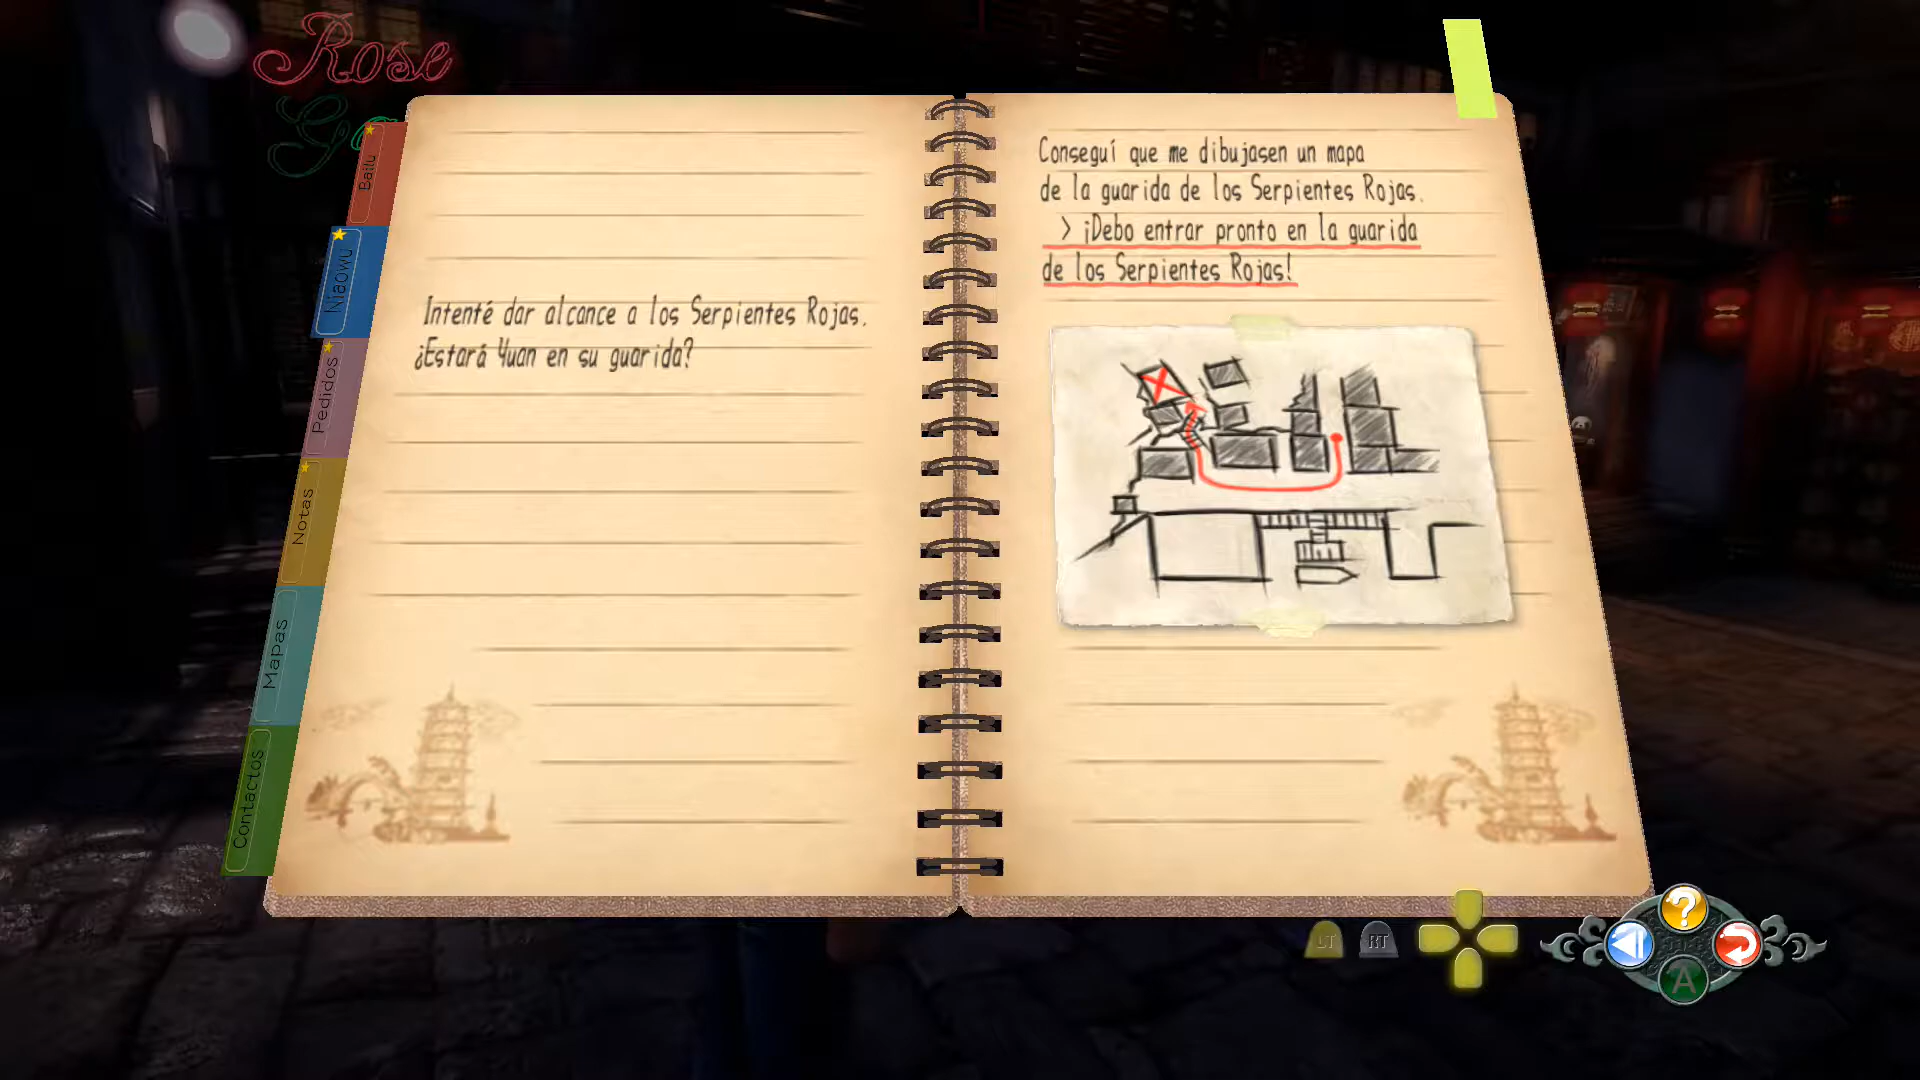 Rose
Ga
Bailu
Niaowu
Pedidos
Notas
Mapas
Contactos
Intenté dar alcance a los Serpientes Rojas.
¿Estará Yuan en su guarida?
Conseguí que me dibujasen un mapa
de la guarida de los Serpientes Rojas.
> ¡Debo entrar pronto en la guarida
de los Serpientes Rojas!
LT RT
?
A